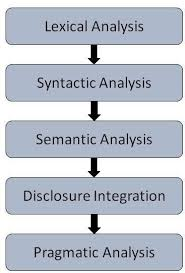 Lexical Analysis
Syntactic Analysis
Semantic Analysis
Disclosure Integration
Pragmatic Analysis